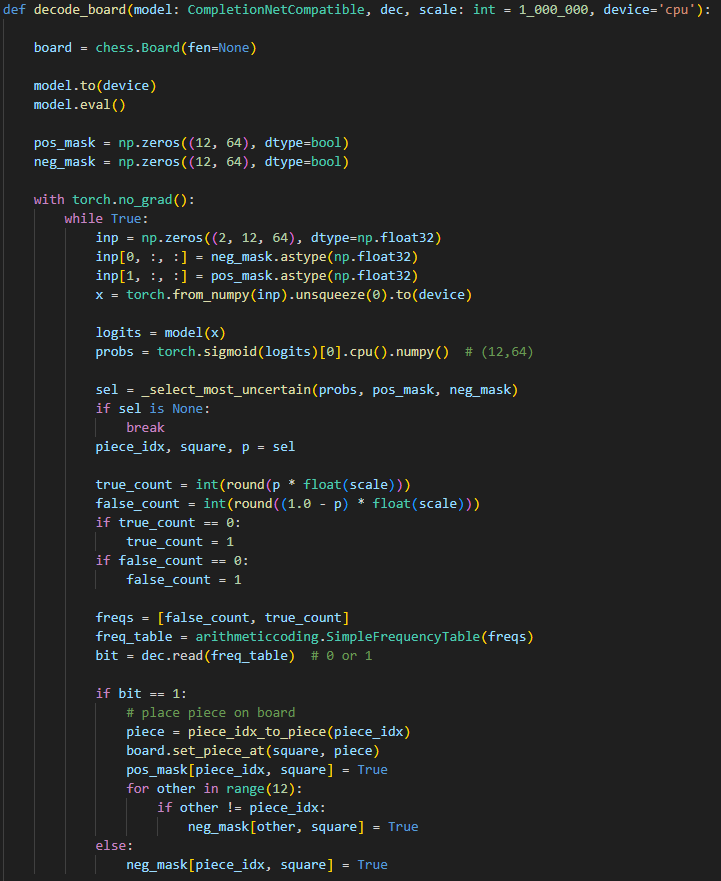 def decode_board(model: CompletionNetCompatible, dec, scale: int = 1_000_000, device='cpu'):
    board = chess.Board(fen=None)
    model.to(device)
    model.eval()
    pos_mask = np.zeros((12, 64), dtype=bool)
    neg_mask = np.zeros((12, 64), dtype=bool)
    with torch.no_grad():
        while True:
            inp = np.zeros((2, 12, 64), dtype=np.float32)
            inp[0, :, :] = neg_mask.astype(np.float32)
            inp[1, :, :] = pos_mask.astype(np.float32)
            x = torch.from_numpy(inp).unsqueeze(0).to(device)
            logits = model(x)
            probs = torch.sigmoid(logits)[0].cpu().numpy()  # (12,64)
            sel = _select_most_uncertain(probs, pos_mask, neg_mask)
            if sel is None:
                break
            piece_idx, square, p = sel
            true_count = int(round(p * float(scale)))
            false_count = int(round((1.0 - p) * float(scale)))
            if true_count == 0:
                true_count = 1
            if false_count == 0:
                false_count = 1
            freqs = [false_count, true_count]
            freq_table = arithmeticcoding.SimpleFrequencyTable(freqs)
            bit = dec.read(freq_table)  # 0 or 1
            if bit == 1:
                # place piece on board
                piece = piece_idx_to_piece(piece_idx)
                board.set_piece_at(square, piece)
                pos_mask[piece_idx, square] = True
                for other in range(12):
                    if other != piece_idx:
                        neg_mask[other, square] = True
            else:
                neg_mask[piece_idx, square] = True